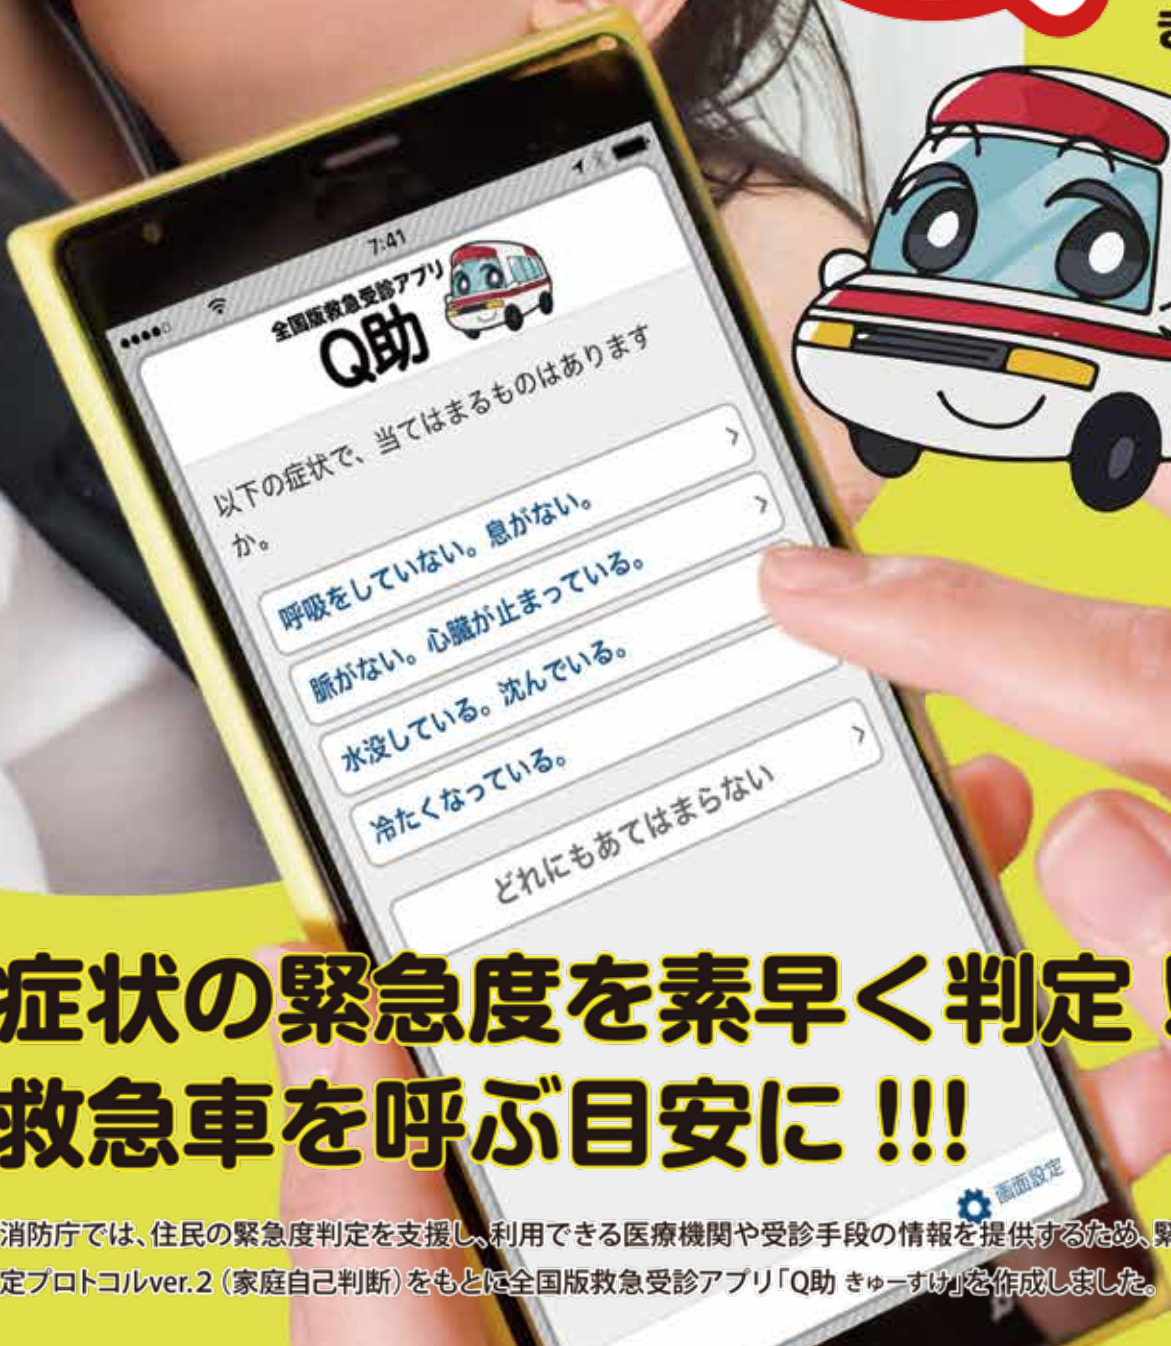 7:41
全国版救急受診アプリ
Q助
以下の症状で、当てはまるものはあります
か。
呼吸をしていない。息がない。
脈がない。心臓が止まっている。
水没している。沈んでいる。
冷たくなっている。
どれにもあてはまらない
症状の緊急度を素早く判定!
救急車を呼ぶ目安に!!!
画面設定
消防庁では、住民の緊急度判定を支援し、利用できる医療機関や受診手段の情報を提供するため、緊
定プロトコルver.2（家庭自己判断）をもとに全国版救急受診アプリ「Q助 きゅーすけ」を作成しました。